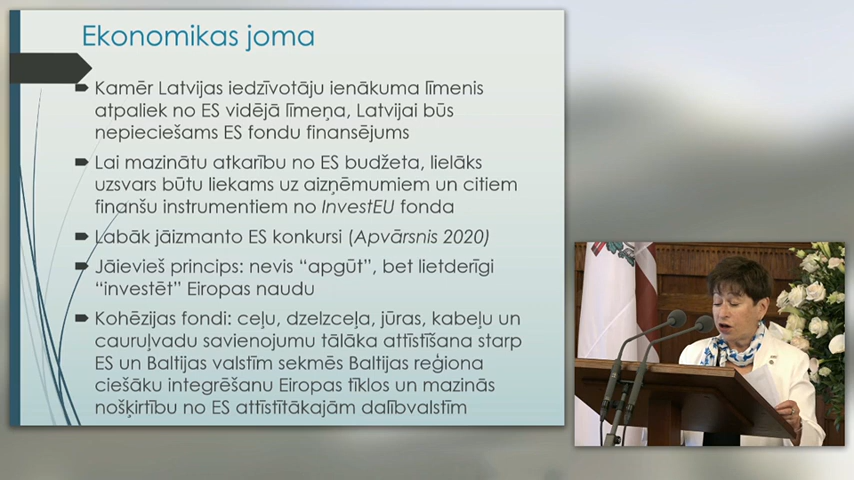 Ekonomikas joma
Kamēr Latvijas iedzīvotāju ienākuma līmenis
atpaliek no ES vidējā līmeņa, Latvijai būs
nepieciešams ES fondu finansējums
Lai mazinātu atkarību no ES budžeta, lielāks
uzsvars būtu liekams uz aizņēmumiem un citiem
finanšu instrumentiem no InvestEU fonda
Labāk jāizmanto ES konkursi (Apvārsnis 2020)
Jāievieš princips: nevis “apgūt”, bet lietderīgi
“investēt” Eiropas naudu
Kohēzijas fondi: ceļu, dzelzceļa, jūras, kabeļu un
cauruļvadu savienojumu tālāka attīstīšana starp
ES un Baltijas valstīm sekmēs Baltijas reģiona
ciešāku integrēšanu Eiropas tīklos un mazinās
nošķirtību no ES attīstītākajām dalībvalstīm